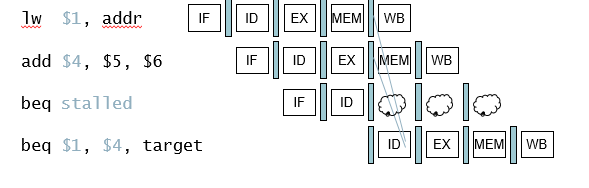 lw $1, addr IF ID EX MEM WB
add $4, $5, $6 IF ID EX MEM WB
beq stalled IF ID
beq $1, $4, target ID EX MEM WB